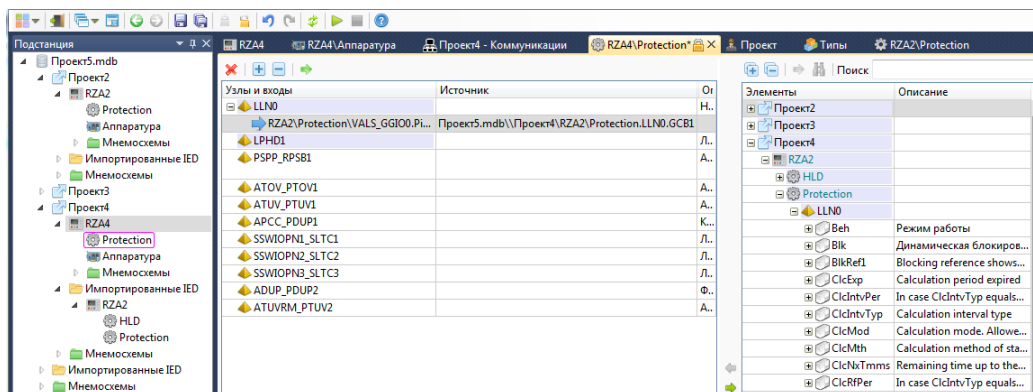 Подстанция
Проект5.mdb
Проект2
RZA2
Protection
Аппаратура
Мнемосхемы
Импортированные IED
Мнемосхемы
Проект3
Проект4
RZA4
Protection
Аппаратура
Мнемосхемы
Импортированные IED
RZA2
HLD
Protection
Мнемосхемы
Импортированные IED
Мнемосхемы
RZA4 RZA4\Аппаратура Проект4 - Коммуникации RZA4\Protection* Проект Типы RZA2\Protection
Узлы и входы Источник Оп
LLN0 Н...
RZA2\Protection\VALS_GGIO0.Pi... Проект5.mdb\\Проект4\RZA2\Protection.LLN0.GCB1
LPHD1 Л...
PSPP_RPSB1 А...
ATOV_PTOV1 А...
ATUV_PTUV1 А...
APCC_PDUP1 К...
SSWIOPN1_SLTC1 Л...
SSWIOPN2_SLTC2 Л...
SSWIOPN3_SLTC3 Л...
ADUP_PDUP2 Ф...
ATUVRM_PTUV2 А...
Поиск
Элементы Описание
Проект2
Проект3
Проект4
RZA2
HLD
Protection
LLN0
Beh Режим работы
Blk Динамическая блокиров...
BlkRef1 Blocking reference shows...
ClcExp Calculation period expired
ClcIntvPer In case ClcIntvTyp equals...
ClcIntvTyp Calculation interval type
ClcMod Calculation mode. Allowe...
ClcMth Calculation method of sta...
ClcNxTmms Remaining time up to the...
ClcRfPer In case ClcIntvTyp equals...